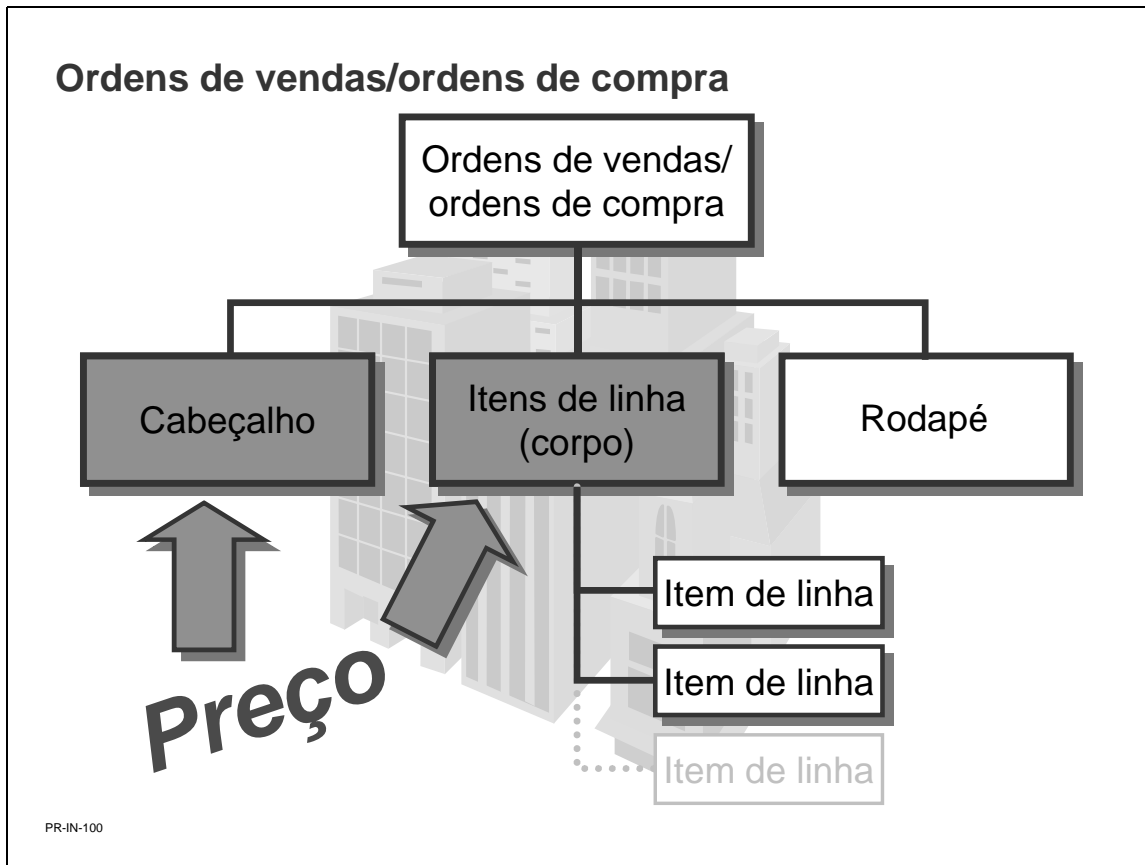 Ordens de vendas/ordens de compra
Ordens de vendas/
ordens de compra
Cabeçalho
Itens de linha
(corpo)
Rodapé
Item de linha
Item de linha
Item de linha
Preço
PR-IN-100